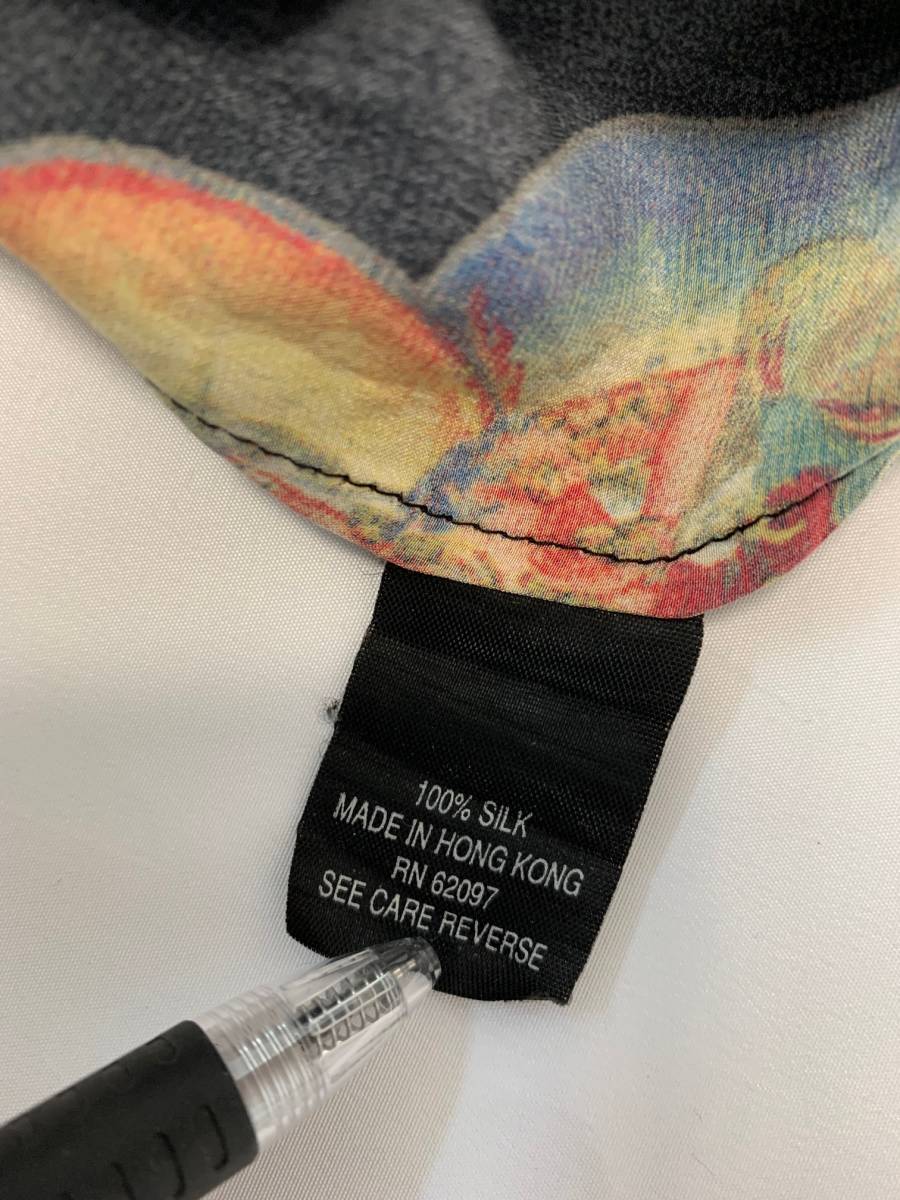 100% SILK
MADE IN HONG KONG
RN 62097
SEE CARE REVERSE